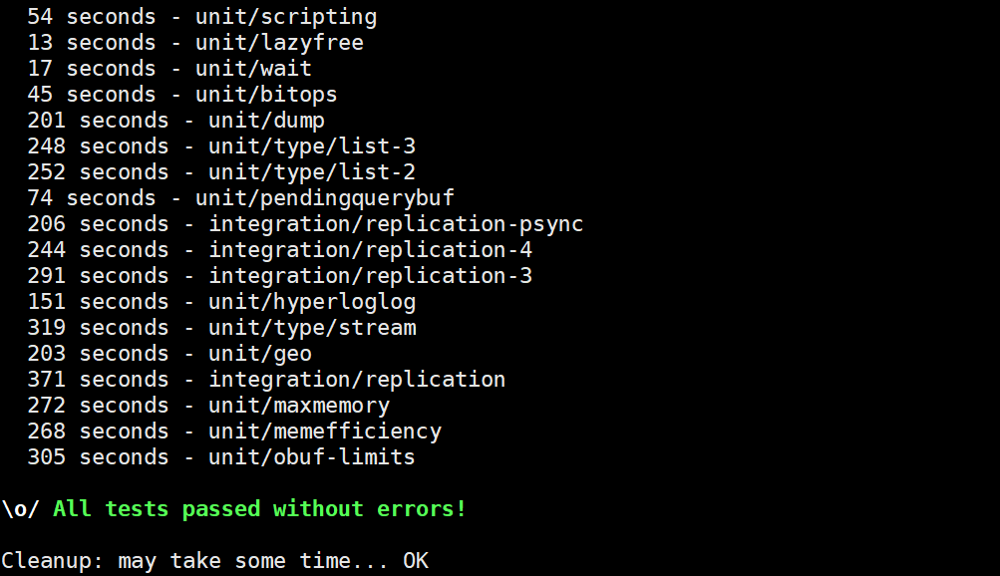 54 seconds - unit/scripting
13 seconds - unit/lazyfree
17 seconds - unit/wait
45 seconds - unit/bitops
201 seconds - unit/dump
248 seconds - unit/type/list-3
252 seconds - unit/type/list-2
74 seconds - unit/pendingquerybuf
206 seconds - integration/replication-psync
244 seconds - integration/replication-4
291 seconds - integration/replication-3
151 seconds - unit/hyperloglog
319 seconds - unit/type/stream
203 seconds - unit/geo
371 seconds - integration/replication
272 seconds - unit/maxmemory
268 seconds - unit/memefficiency
305 seconds - unit/obuf-limits
\o/ All tests passed without errors!
Cleanup: may take some time... OK